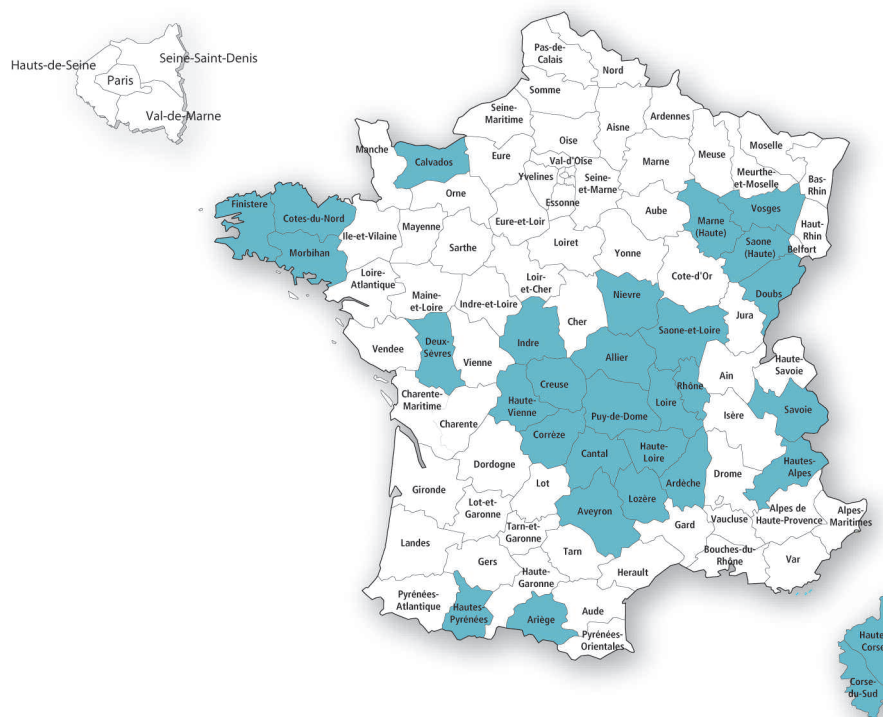 Hauts-de-Seine
Seine-Saint-Denis
Paris
Val-de-Marne
Pas-de-
Calais
Nord
Somme
Seine-
Maritime
Aisne
Ardennes
Oise
Manche
Calvados
Eure
Val-d'Oise
Yvelines
Seine-
et-Marne
Essonne
Marne
Meuse
Moselle
Meurthe-
et-Moselle
Bas-
Rhin
Orne
Eure-et-Loir
Aube
Marne
(Haute)
Vosges
Haut-
Rhin
Belfort
Saone
(Haute)
Finistere
Cotes-du-Nord
Morbihan
Ile-et-Vilaine
Mayenne
Sarthe
Loiret
Yonne
Loire-
Atlantique
Maine-
et-Loire
Indre-et-Loire
Loir-
et-Cher
Cher
Nievre
Cote-d'Or
Doubs
Jura
Vendee
Deux-
Sévres
Vienne
Indre
Allier
Saone-et-Loire
Ain
Haute-
Savoie
Charente-
Maritime
Charente
Haute-
Vienne
Creuse
Puy-de-Dome
Loire
Rhône
Isère
Savoie
Corrèze
Cantal
Haute-
Loire
Ardèche
Drome
Hautes-
Alpes
Dordogne
Gironde
Lot-et-
Garonne
Lot
Aveyron
Lozère
Gard
Vaucluse
Alpes de
Haute-Provence
Alpes-
Maritimes
Landes
Tarn-et-
Garonne
Tarn
Gers
Haute-
Garonne
Herault
Bouches-du-
Rhône
Var
Pyrénées-
Atlantique
Hautes-
Pyrénées
Ariége
Aude
Pyrénées-
Orientales
Haute
Corse
Corse-
du-Sud